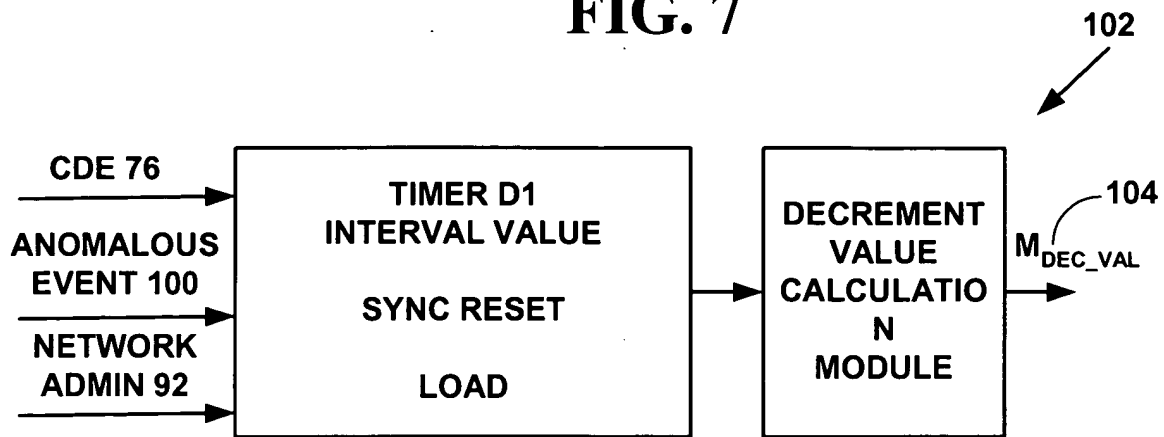 FIG. 7
102
CDE 76
ANOMALOUS
EVENT 100
NETWORK
ADMIN 92
TIMER D1
INTERVAL VALUE
SYNC RESET
LOAD
DECREMENT
VALUE
CALCULATIO
N
MODULE
104
M_DEC_VAL